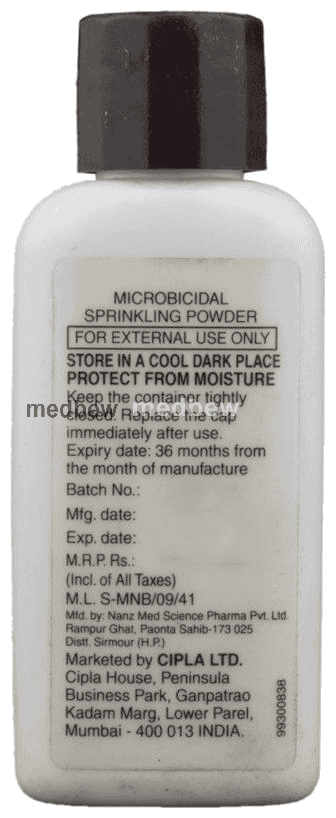 MICROBICIDAL
SPRINKLING POWDER
FOR EXTERNAL USE ONLY
STORE IN A COOL DARK PLACE
PROTECT FROM MOISTURE
Keep the container tightly
medbew medbew
closed. Replace the cap
immediately after use.
Expiry date: 36 months from
the month of manufacture
Batch No.:
Mfg. date:
Exp. date:
M.R.P. Rs.:
(Incl. of All Taxes)
M.L. S-MNB/09/41
Mfd. by: Nanz Med Science Pharma Pvt. Ltd.
Rampur Ghat, Paonta Sahib-173 025
Distt. Sirmour (H.P.)
Marketed by CIPLA LTD.
Cipla House, Peninsula
Business Park, Ganpatrao
Kadam Marg, Lower Parel,
Mumbai - 400 013 INDIA.
99300838